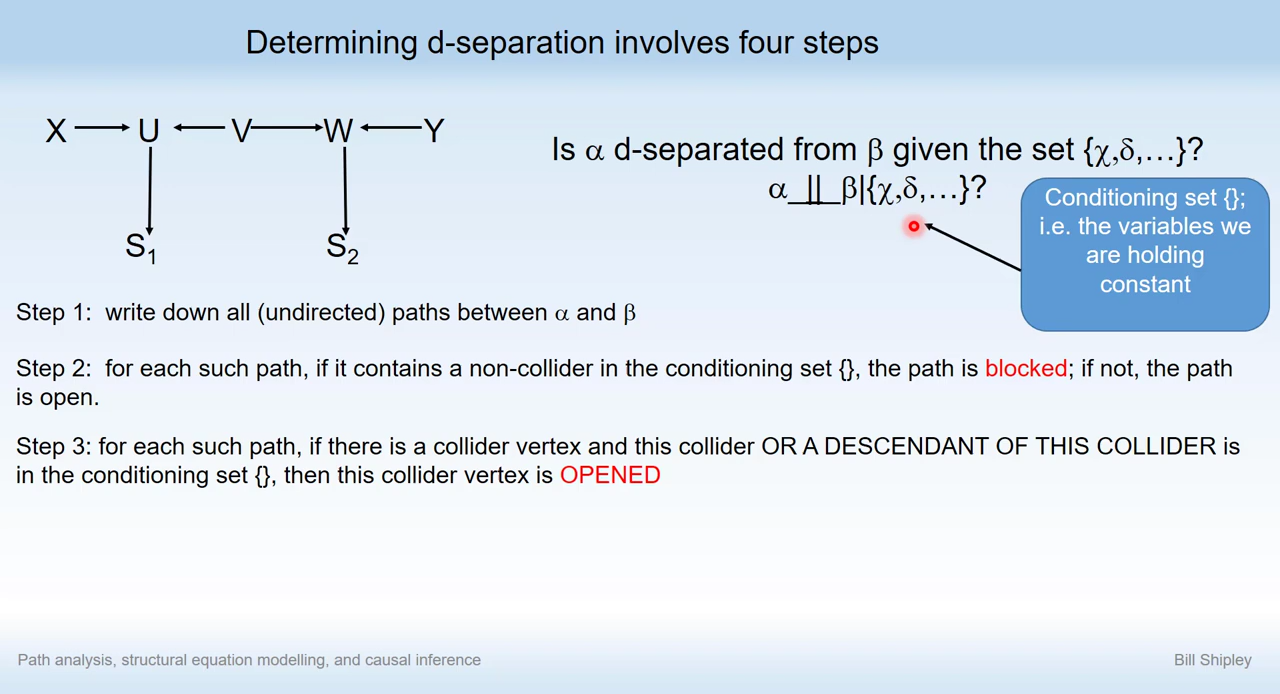 Determining d-separation involves four steps
X U V W Y
S1 S2
Is α d-separated from β given the set {χ,δ,…}?
α_||_β|{χ,δ,…}?
Conditioning set {};
i.e. the variables we
are holding
constant
Step 1: write down all (undirected) paths between α and β
Step 2: for each such path, if it contains a non-collider in the conditioning set {}, the path is blocked; if not, the path
is open.
Step 3: for each such path, if there is a collider vertex and this collider OR A DESCENDANT OF THIS COLLIDER is
in the conditioning set {}, then this collider vertex is OPENED
Path analysis, structural equation modelling, and causal inference
Bill Shipley